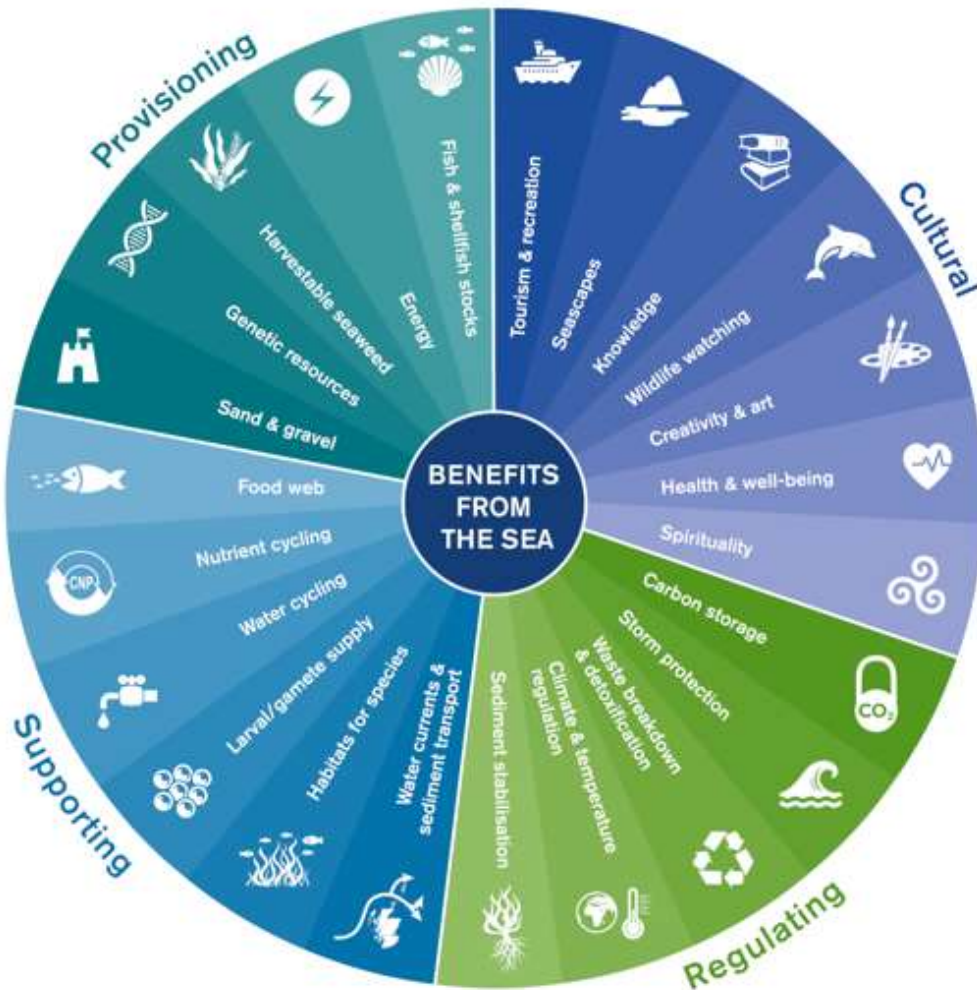 BENEFITS
FROM
THE SEA
Provisioning
Sand & gravel
Genetic resources
Harvestable seaweed
Energy
Fish & shellfish stocks
Cultural
Tourism & recreation
Seascapes
Knowledge
Wildlife watching
Creativity & art
Health & well-being
Spirituality
Regulating
Carbon storage
CO₂
Storm protection
Waste breakdown
& detoxification
Climate & temperature
regulation
Sediment stabilisation
Supporting
Water currents &
sediment transport
Habitats for species
Larval/gamete supply
Water cycling
Nutrient cycling
CNP
Food web